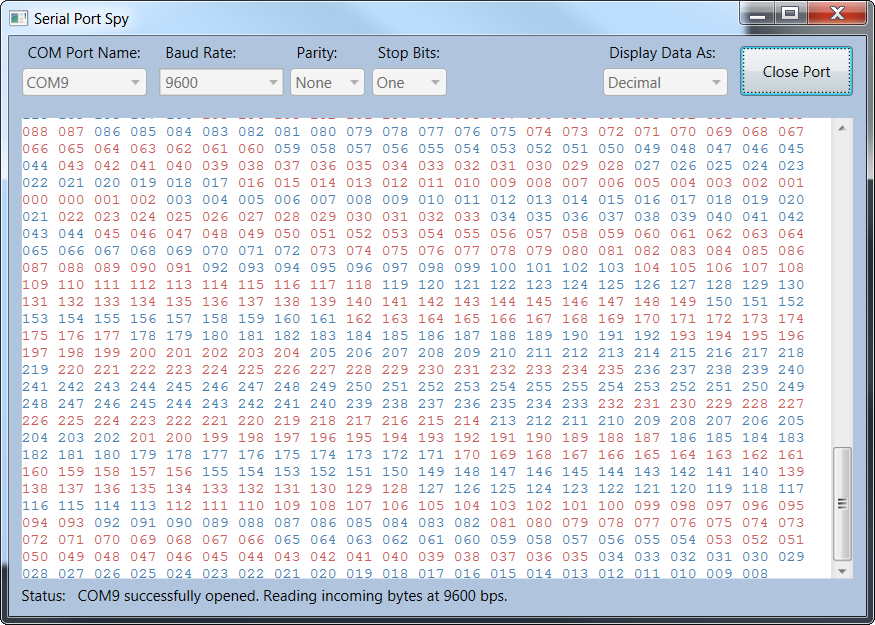 Serial Port Spy
COM Port Name: Baud Rate: Parity: Stop Bits: Display Data As:
COM9 9600 None One Decimal Close Port
088 087 086 085 084 083 082 081 080 079 078 077 076 075 074 073 072 071 070 069 068 067
066 065 064 063 062 061 060 059 058 057 056 055 054 053 052 051 050 049 048 047 046 045
044 043 042 041 040 039 038 037 036 035 034 033 032 031 030 029 028 027 026 025 024 023
022 021 020 019 018 017 016 015 014 013 012 011 010 009 008 007 006 005 004 003 002 001
000 000 001 002 003 004 005 006 007 008 009 010 011 012 013 014 015 016 017 018 019 020
021 022 023 024 025 026 027 028 029 030 031 032 033 034 035 036 037 038 039 040 041 042
043 044 045 046 047 048 049 050 051 052 053 054 055 056 057 058 059 060 061 062 063 064
065 066 067 068 069 070 071 072 073 074 075 076 077 078 079 080 081 082 083 084 085 086
087 088 089 090 091 092 093 094 095 096 097 098 099 100 101 102 103 104 105 106 107 108
109 110 111 112 113 114 115 116 117 118 119 120 121 122 123 124 125 126 127 128 129 130
131 132 133 134 135 136 137 138 139 140 141 142 143 144 145 146 147 148 149 150 151 152
153 154 155 156 157 158 159 160 161 162 163 164 165 166 167 168 169 170 171 172 173 174
175 176 177 178 179 180 181 182 183 184 185 186 187 188 189 190 191 192 193 194 195 196
197 198 199 200 201 202 203 204 205 206 207 208 209 210 211 212 213 214 215 216 217 218
219 220 221 222 223 224 225 226 227 228 229 230 231 232 233 234 235 236 237 238 239 240
241 242 243 244 245 246 247 248 249 250 251 252 253 254 255 255 254 253 252 251 250 249
248 247 246 245 244 243 242 241 240 239 238 237 236 235 234 233 232 231 230 229 228 227
226 225 224 223 222 221 220 219 218 217 216 215 214 213 212 211 210 209 208 207 206 205
204 203 202 201 200 199 198 197 196 195 194 193 192 191 190 189 188 187 186 185 184 183
182 181 180 179 178 177 176 175 174 173 172 171 170 169 168 167 166 165 164 163 162 161
160 159 158 157 156 155 154 153 152 151 150 149 148 147 146 145 144 143 142 141 140 139
138 137 136 135 134 133 132 131 130 129 128 127 126 125 124 123 122 121 120 119 118 117
116 115 114 113 112 111 110 109 108 107 106 105 104 103 102 101 100 099 098 097 096 095
094 093 092 091 090 089 088 087 086 085 084 083 082 081 080 079 078 077 076 075 074 073
072 071 070 069 068 067 066 065 064 063 062 061 060 059 058 057 056 055 054 053 052 051
050 049 048 047 046 045 044 043 042 041 040 039 038 037 036 035 034 033 032 031 030 029
028 027 026 025 024 023 022 021 020 019 018 017 016 015 014 013 012 011 010 009 008
Status: COM9 successfully opened. Reading incoming bytes at 9600 bps.